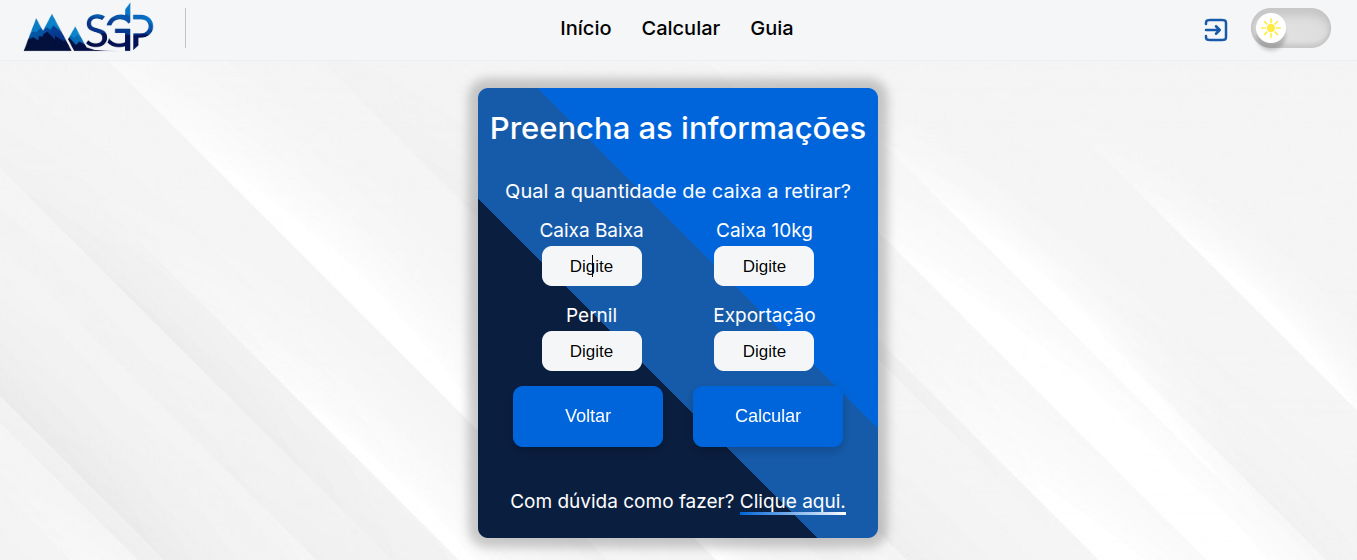 SGP
Início Calcular Guia
Preencha as informações
Qual a quantidade de caixa a retirar?
Caixa Baixa Caixa 10kg
Digite Digite
Pernil Exportação
Digite Digite
Voltar Calcular
Com dúvida como fazer? Clique aqui.